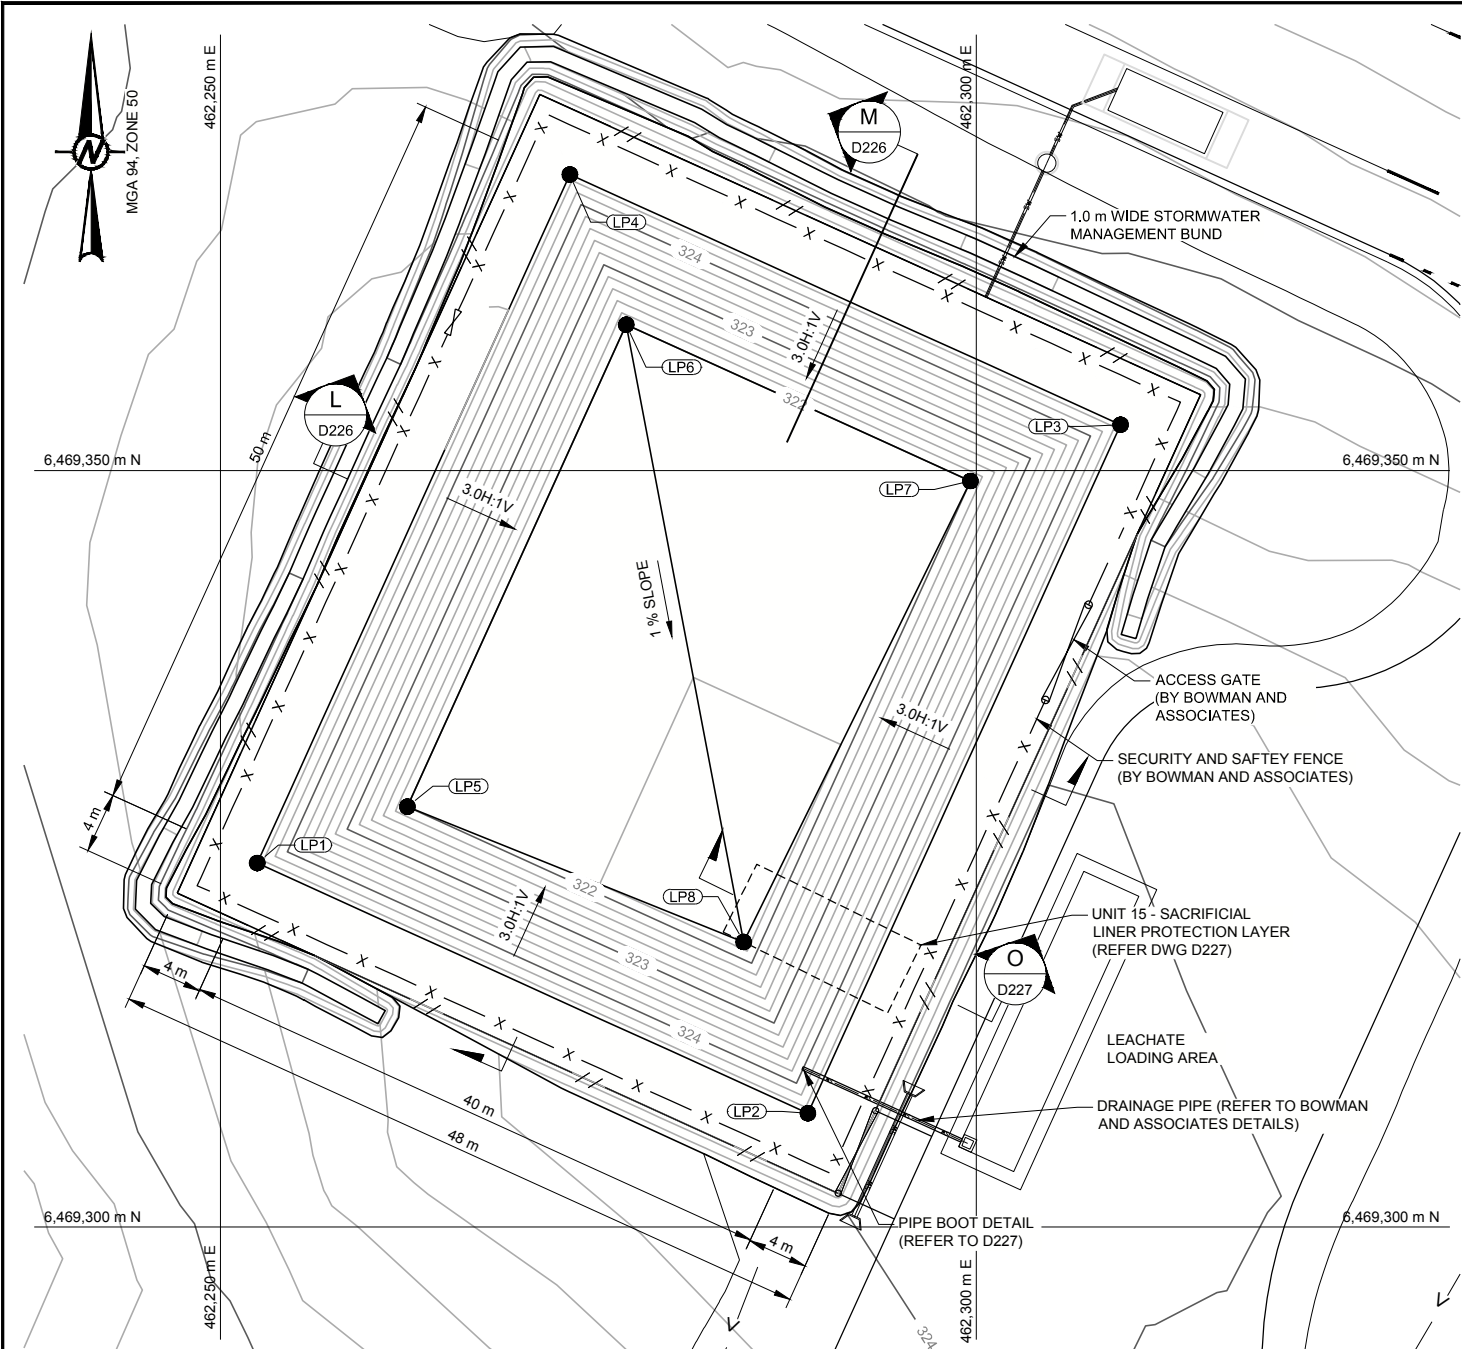 462,250 m E
462,300 m E
MGA 94, ZONE 50
N
M
D226
1.0 m WIDE STORMWATER
MANAGEMENT BUND
LP4
324
323
3.0H:1V
LP6
322
L
D226
50 m
LP3
6,469,350 m N
6,469,350 m N
LP7
3.0H:1V
1 % SLOPE
ACCESS GATE
(BY BOWMAN AND
ASSOCIATES)
3.0H:1V
SECURITY AND SAFTEY FENCE
(BY BOWMAN AND ASSOCIATES)
LP5
4 m
LP1
322
LP8
3.0H:1V
UNIT 15 - SACRIFICIAL
LINER PROTECTION LAYER
(REFER DWG D227)
323
O
D227
4 m
324
LEACHATE
LOADING AREA
40 m
LP2
DRAINAGE PIPE (REFER TO BOWMAN
AND ASSOCIATES DETAILS)
48 m
6,469,300 m N
PIPE BOOT DETAIL
(REFER TO D227)
6,469,300 m N
4 m
462,250 m E
462,300 m E
324
V
V